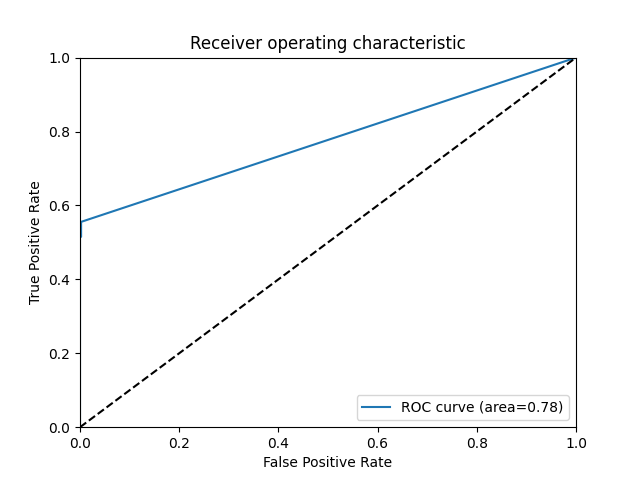 Receiver operating characteristic
True Positive Rate
1.0
0.8
0.6
0.4
0.2
0.0
ROC curve (area=0.78)
0.0 0.2 0.4 0.6 0.8 1.0
False Positive Rate